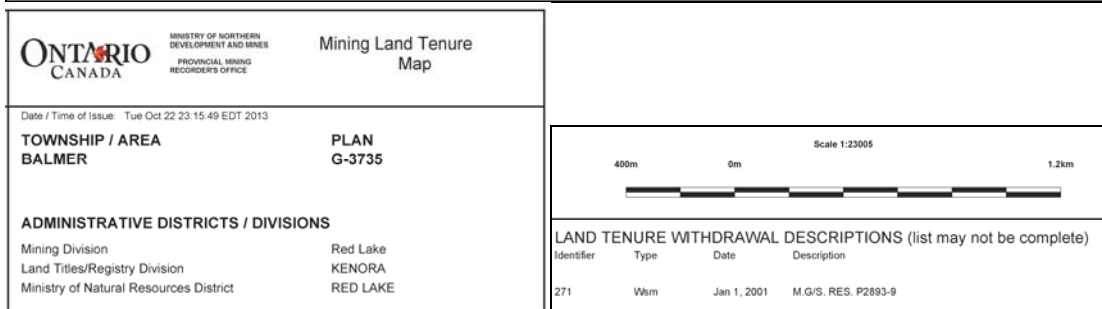 ONTARIO
CANADA
MINISTRY OF NORTHERN
DEVELOPMENT AND MINES
PROVINCIAL MINING
RECORDER'S OFFICE
Mining Land Tenure
Map
Date / Time of Issue: Tue Oct 22 23:15:49 EDT 2013
TOWNSHIP / AREA PLAN
BALMER G-3735
ADMINISTRATIVE DISTRICTS / DIVISIONS
Mining Division Red Lake
Land Titles/Registry Division KENORA
Ministry of Natural Resources District RED LAKE
Scale 1:23005
400m 0m 1.2km
LAND TENURE WITHDRAWAL DESCRIPTIONS (list may not be complete)
Identifier Type Date Description
271 Wsm Jan 1, 2001 M.G/S. RES. P2893-9